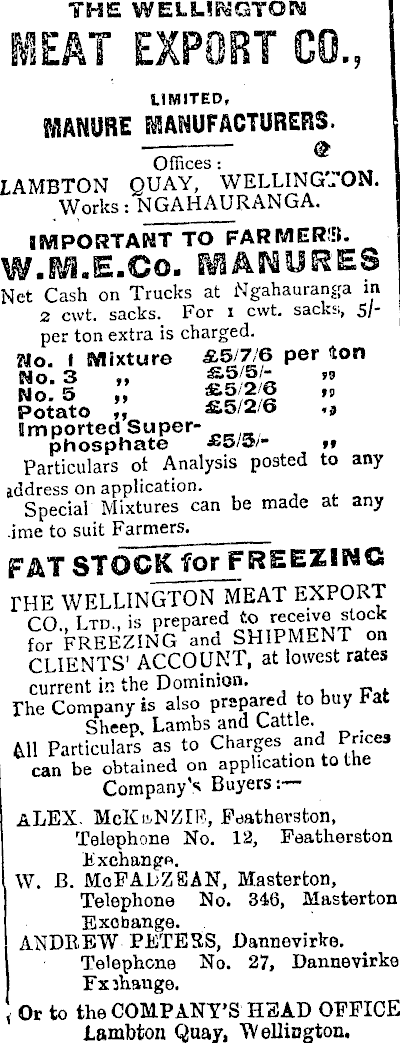 THE WELLINGTON
MEAT EXPORT CO.,
LIMITED,
MANURE MANUFACTURERS.
Offices:
LAMBTON QUAY, WELLINGTON.
Works: NGAHAURANGA.
IMPORTANT TO FARMERS.
W.M.E.Co. MANURES
Net Cash on Trucks at Ngahauranga in
2 cwt. sacks. For 1 cwt. sacks, 5/-
per ton extra is charged.
No. 1 Mixture £5/7/6 per ton
No. 3 ,, £5/5/- ,,
No. 5 ,, £5/2/6 ,,
Potato ,, £5/2/6 ,,
Imported Super-
phosphate £5/5/- ,,
Particulars of Analysis posted to any
address on application.
Special Mixtures can be made at any
time to suit Farmers.
FAT STOCK for FREEZING
THE WELLINGTON MEAT EXPORT
CO., LTD., is prepared to receive stock
for FREEZING and SHIPMENT on
CLIENTS' ACCOUNT, at lowest rates
current in the Dominion.
The Company is also prepared to buy Fat
Sheep, Lambs and Cattle.
All Particulars as to Charges and Prices
can be obtained on application to the
Company's Buyers:—
ALEX. McKENZIE, Featherston,
Telephone No. 12, Featherston
Exchange.
W. B. McFADZEAN, Masterton,
Telephone No. 346, Masterton
Exchange.
ANDREW PETERS, Dannevirke.
Telephone No. 27, Dannevirke
Exchange.
Or to the COMPANY'S HEAD OFFICE
Lambton Quay, Wellington.